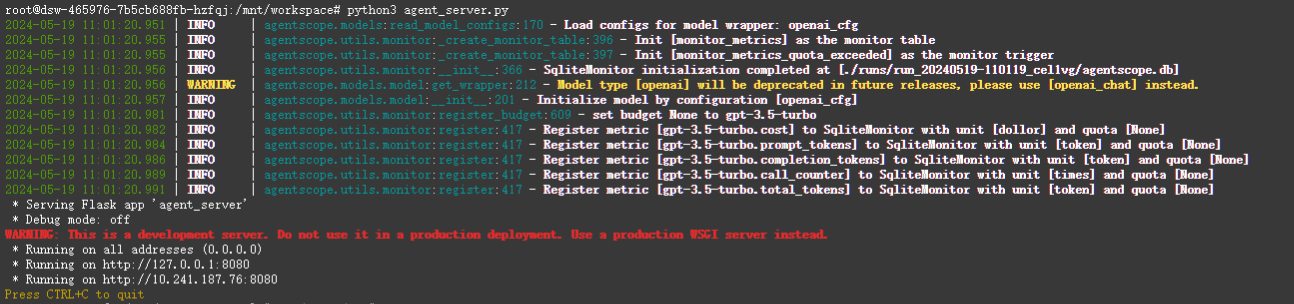 root@dsw-465976-7b5cb688fb-hzfqj:/mnt/workspace# python3 agent_server.py
2024-05-19 11:01:20.951 | INFO     | agentscope.models:read_model_configs:170 - Load configs for model wrapper: openai_cfg
2024-05-19 11:01:20.955 | INFO     | agentscope.utils.monitor:_create_monitor_table:396 - Init [monitor_metrics] as the monitor table
2024-05-19 11:01:20.955 | INFO     | agentscope.utils.monitor:_create_monitor_table:397 - Init [monitor_metrics_quota_exceeded] as the monitor trigger
2024-05-19 11:01:20.956 | INFO     | agentscope.utils.monitor:__init__:366 - SqliteMonitor initialization completed at [./runs/run_20240519-110119_cel1vg/agentscope.db]
2024-05-19 11:01:20.956 | WARNING  | agentscope.models.model:get_wrapper:212 - Model type [openai] will be deprecated in future releases, please use [openai_chat] instead.
2024-05-19 11:01:20.957 | INFO     | agentscope.models.model:__init__:201 - Initialize model by configuration [openai_cfg]
2024-05-19 11:01:20.981 | INFO     | agentscope.utils.monitor:register_budget:609 - set budget None to gpt-3.5-turbo
2024-05-19 11:01:20.982 | INFO     | agentscope.utils.monitor:register:417 - Register metric [gpt-3.5-turbo.cost] to SqliteMonitor with unit [dollor] and quota [None]
2024-05-19 11:01:20.984 | INFO     | agentscope.utils.monitor:register:417 - Register metric [gpt-3.5-turbo.prompt_tokens] to SqliteMonitor with unit [token] and quota [None]
2024-05-19 11:01:20.986 | INFO     | agentscope.utils.monitor:register:417 - Register metric [gpt-3.5-turbo.completion_tokens] to SqliteMonitor with unit [token] and quota [None]
2024-05-19 11:01:20.989 | INFO     | agentscope.utils.monitor:register:417 - Register metric [gpt-3.5-turbo.call_counter] to SqliteMonitor with unit [times] and quota [None]
2024-05-19 11:01:20.991 | INFO     | agentscope.utils.monitor:register:417 - Register metric [gpt-3.5-turbo.total_tokens] to SqliteMonitor with unit [token] and quota [None]
 * Serving Flask app 'agent_server'
 * Debug mode: off
WARNING: This is a development server. Do not use it in a production deployment. Use a production WSGI server instead.
 * Running on all addresses (0.0.0.0)
 * Running on http://127.0.0.1:8080
 * Running on http://10.241.187.76:8080
Press CTRL+C to quit